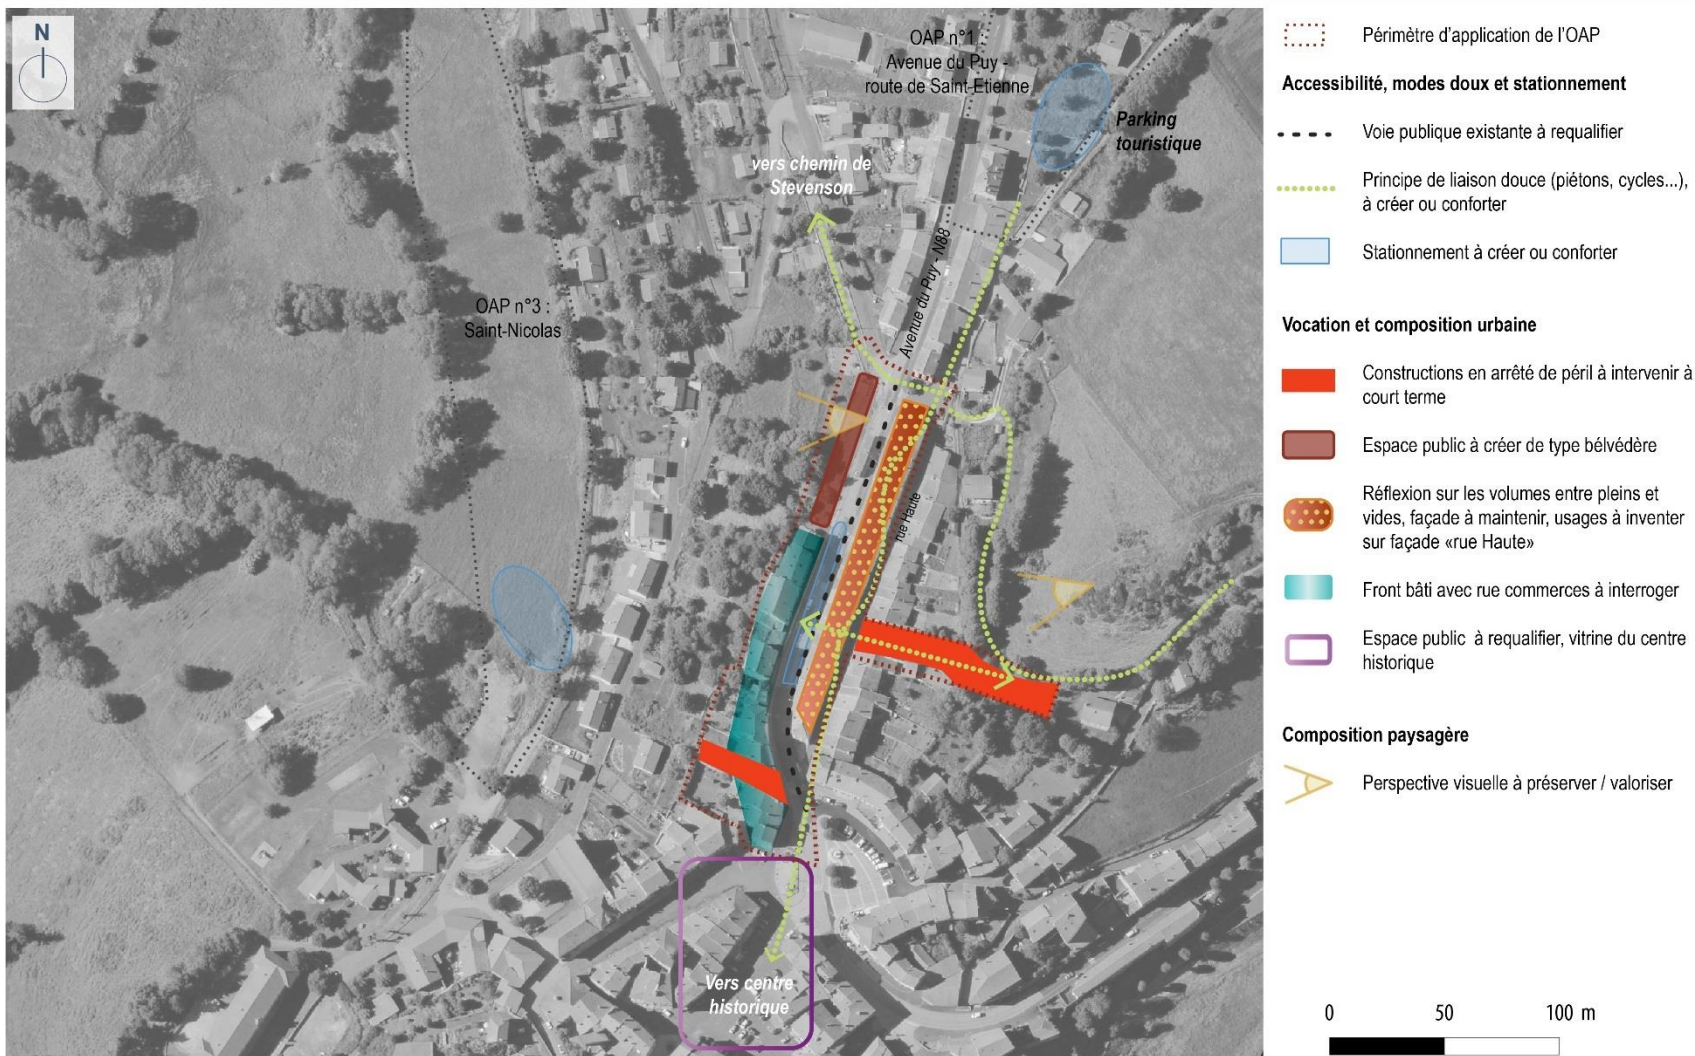 N
OAP n°1 :
Avenue du Puy -
route de Saint-Etienne
Parking
touristique
vers chemin de
Stevenson
Avenue du Puy - N88
OAP n°3 :
Saint-Nicolas
rue Haute
Vers centre
historique
Périmètre d'application de l'OAP
Accessibilité, modes doux et stationnement
Voie publique existante à requalifier
Principe de liaison douce (piétons, cycles...),
à créer ou conforter
Stationnement à créer ou conforter
Vocation et composition urbaine
Constructions en arrêté de péril à intervenir à
court terme
Espace public à créer de type bélvédère
Réflexion sur les volumes entre pleins et
vides, façade à maintenir, usages à inventer
sur façade «rue Haute»
Front bâti avec rue commerces à interroger
Espace public à requalifier, vitrine du centre
historique
Composition paysagère
Perspective visuelle à préserver / valoriser
0 50 100 m